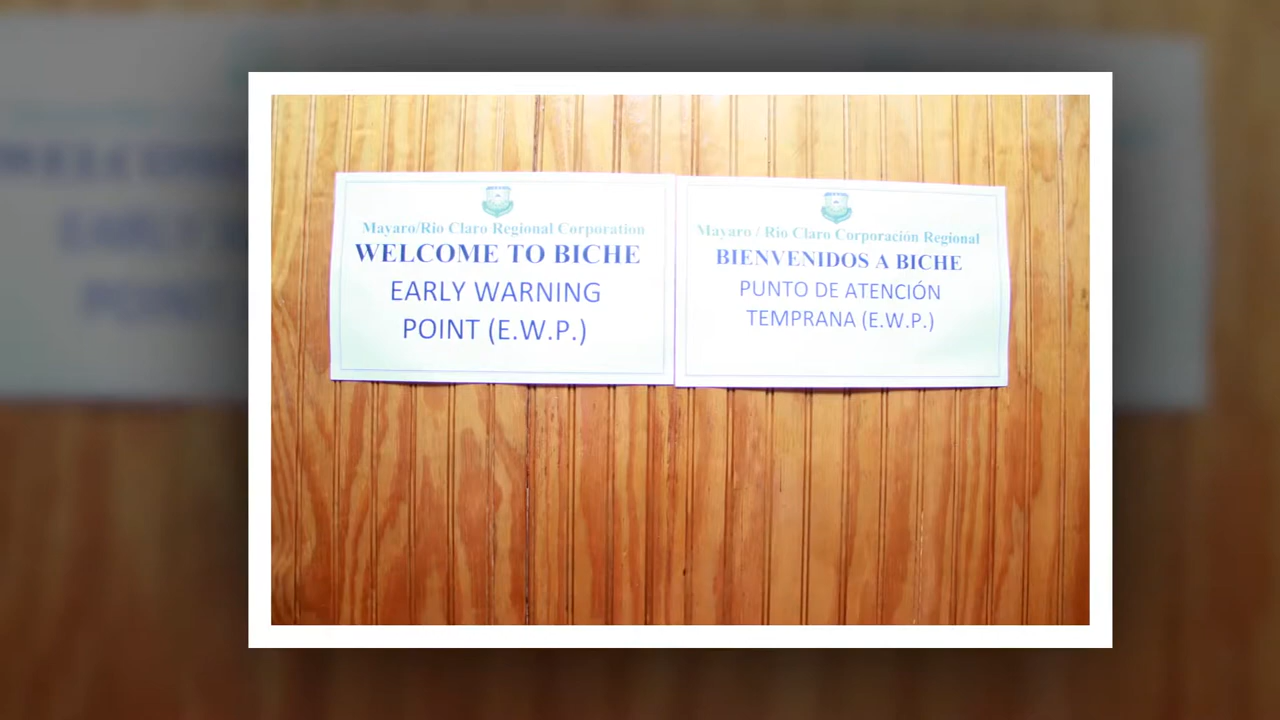 Mayaro/Rio Claro Regional Corporation
WELCOME TO BICHE
EARLY WARNING
POINT (E.W.P.)
Mayaro / Rio Claro Corporación Regional
BIENVENIDOS A BICHE
PUNTO DE ATENCIÓN
TEMPRANA (E.W.P.)